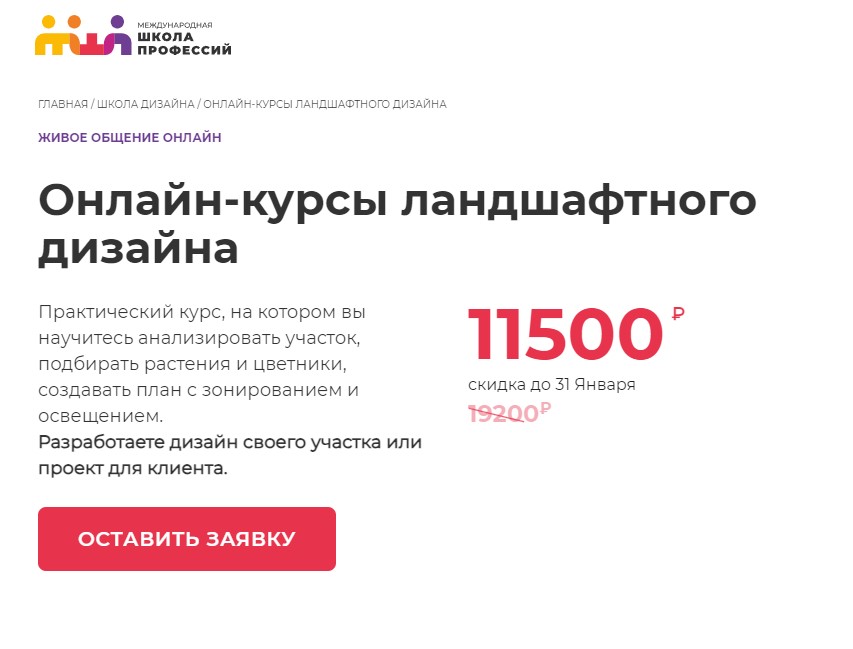 МЕЖДУНАРОДНАЯ
ШКОЛА
ПРОФЕССИЙ
ГЛАВНАЯ / ШКОЛА ДИЗАЙНА / ОНЛАЙН-КУРСЫ ЛАНДШАФТНОГО ДИЗАЙНА
ЖИВОЕ ОБЩЕНИЕ ОНЛАЙН
Онлайн-курсы ландшафтного
дизайна
Практический курс, на котором вы
научитесь анализировать участок,
подбирать растения и цветники,
создавать план с зонированием и
освещением.
Разработаете дизайн своего участка или
проект для клиента.
11500 ₽
скидка до 31 Января
19200₽
ОСТАВИТЬ ЗАЯВКУ